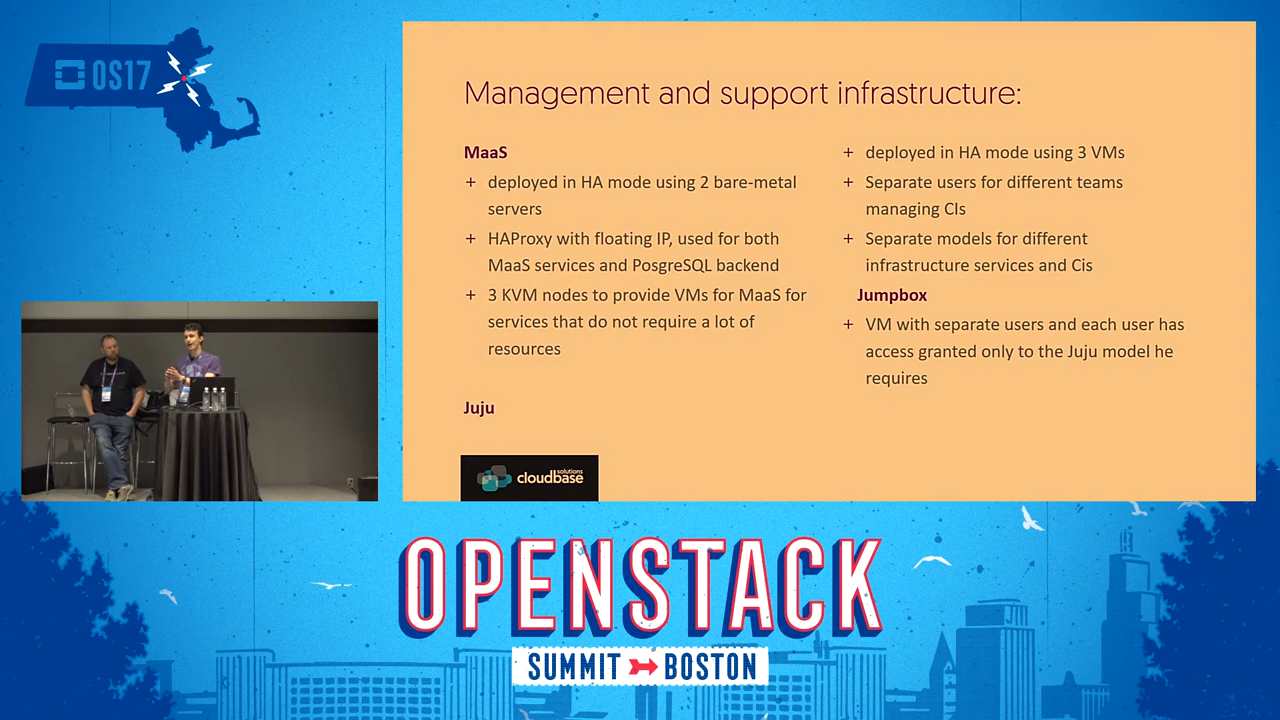 OS17
Management and support infrastructure:
MaaS
+ deployed in HA mode using 2 bare-metal
servers
+ HAProxy with floating IP, used for both
MaaS services and PosgreSQL backend
+ 3 KVM nodes to provide VMs for MaaS for
services that do not require a lot of
resources
Juju
+ deployed in HA mode using 3 VMs
+ Separate users for different teams
managing CIs
+ Separate models for different
infrastructure services and Cis
Jumpbox
+ VM with separate users and each user has
access granted only to the Juju model he
requires
cloudbase
solutions
OPENSTACK
SUMMIT BOSTON